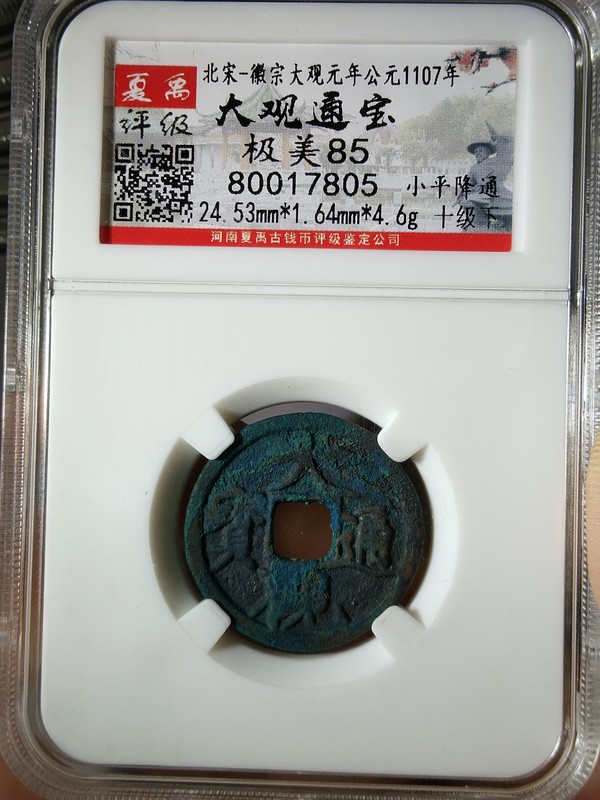 夏禹
评级
北宋-徽宗大观元年公元1107年
大观通宝
极美85
80017805 小平降通
24.53mm*1.64mm*4.6g 十级下
河南夏禹古钱币评级鉴定公司
大
通
寶